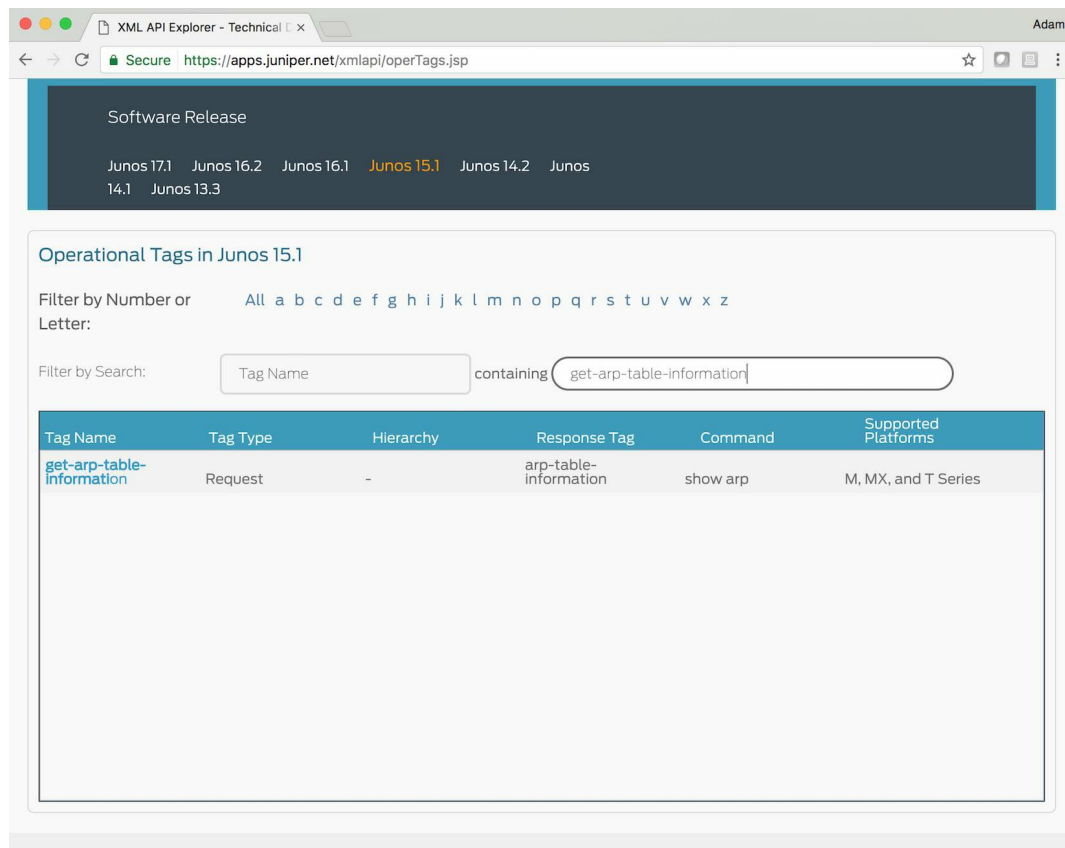 XML API Explorer - Technical D
Adam
Secure https://apps.juniper.net/xmlapi/operTags.jsp
Software Release
Junos 17.1 Junos 16.2 Junos 16.1 Junos 15.1 Junos 14.2 Junos
14.1 Junos 13.3
Operational Tags in Junos 15.1
Filter by Number or
Letter:
All a b c d e f g h i j k l m n o p q r s t u v w x z
Filter by Search: Tag Name containing get-arp-table-information
Tag Name Tag Type Hierarchy Response Tag Command Supported
Platforms
get-arp-table-
information
Request - arp-table-
information
show arp M, MX, and T Series